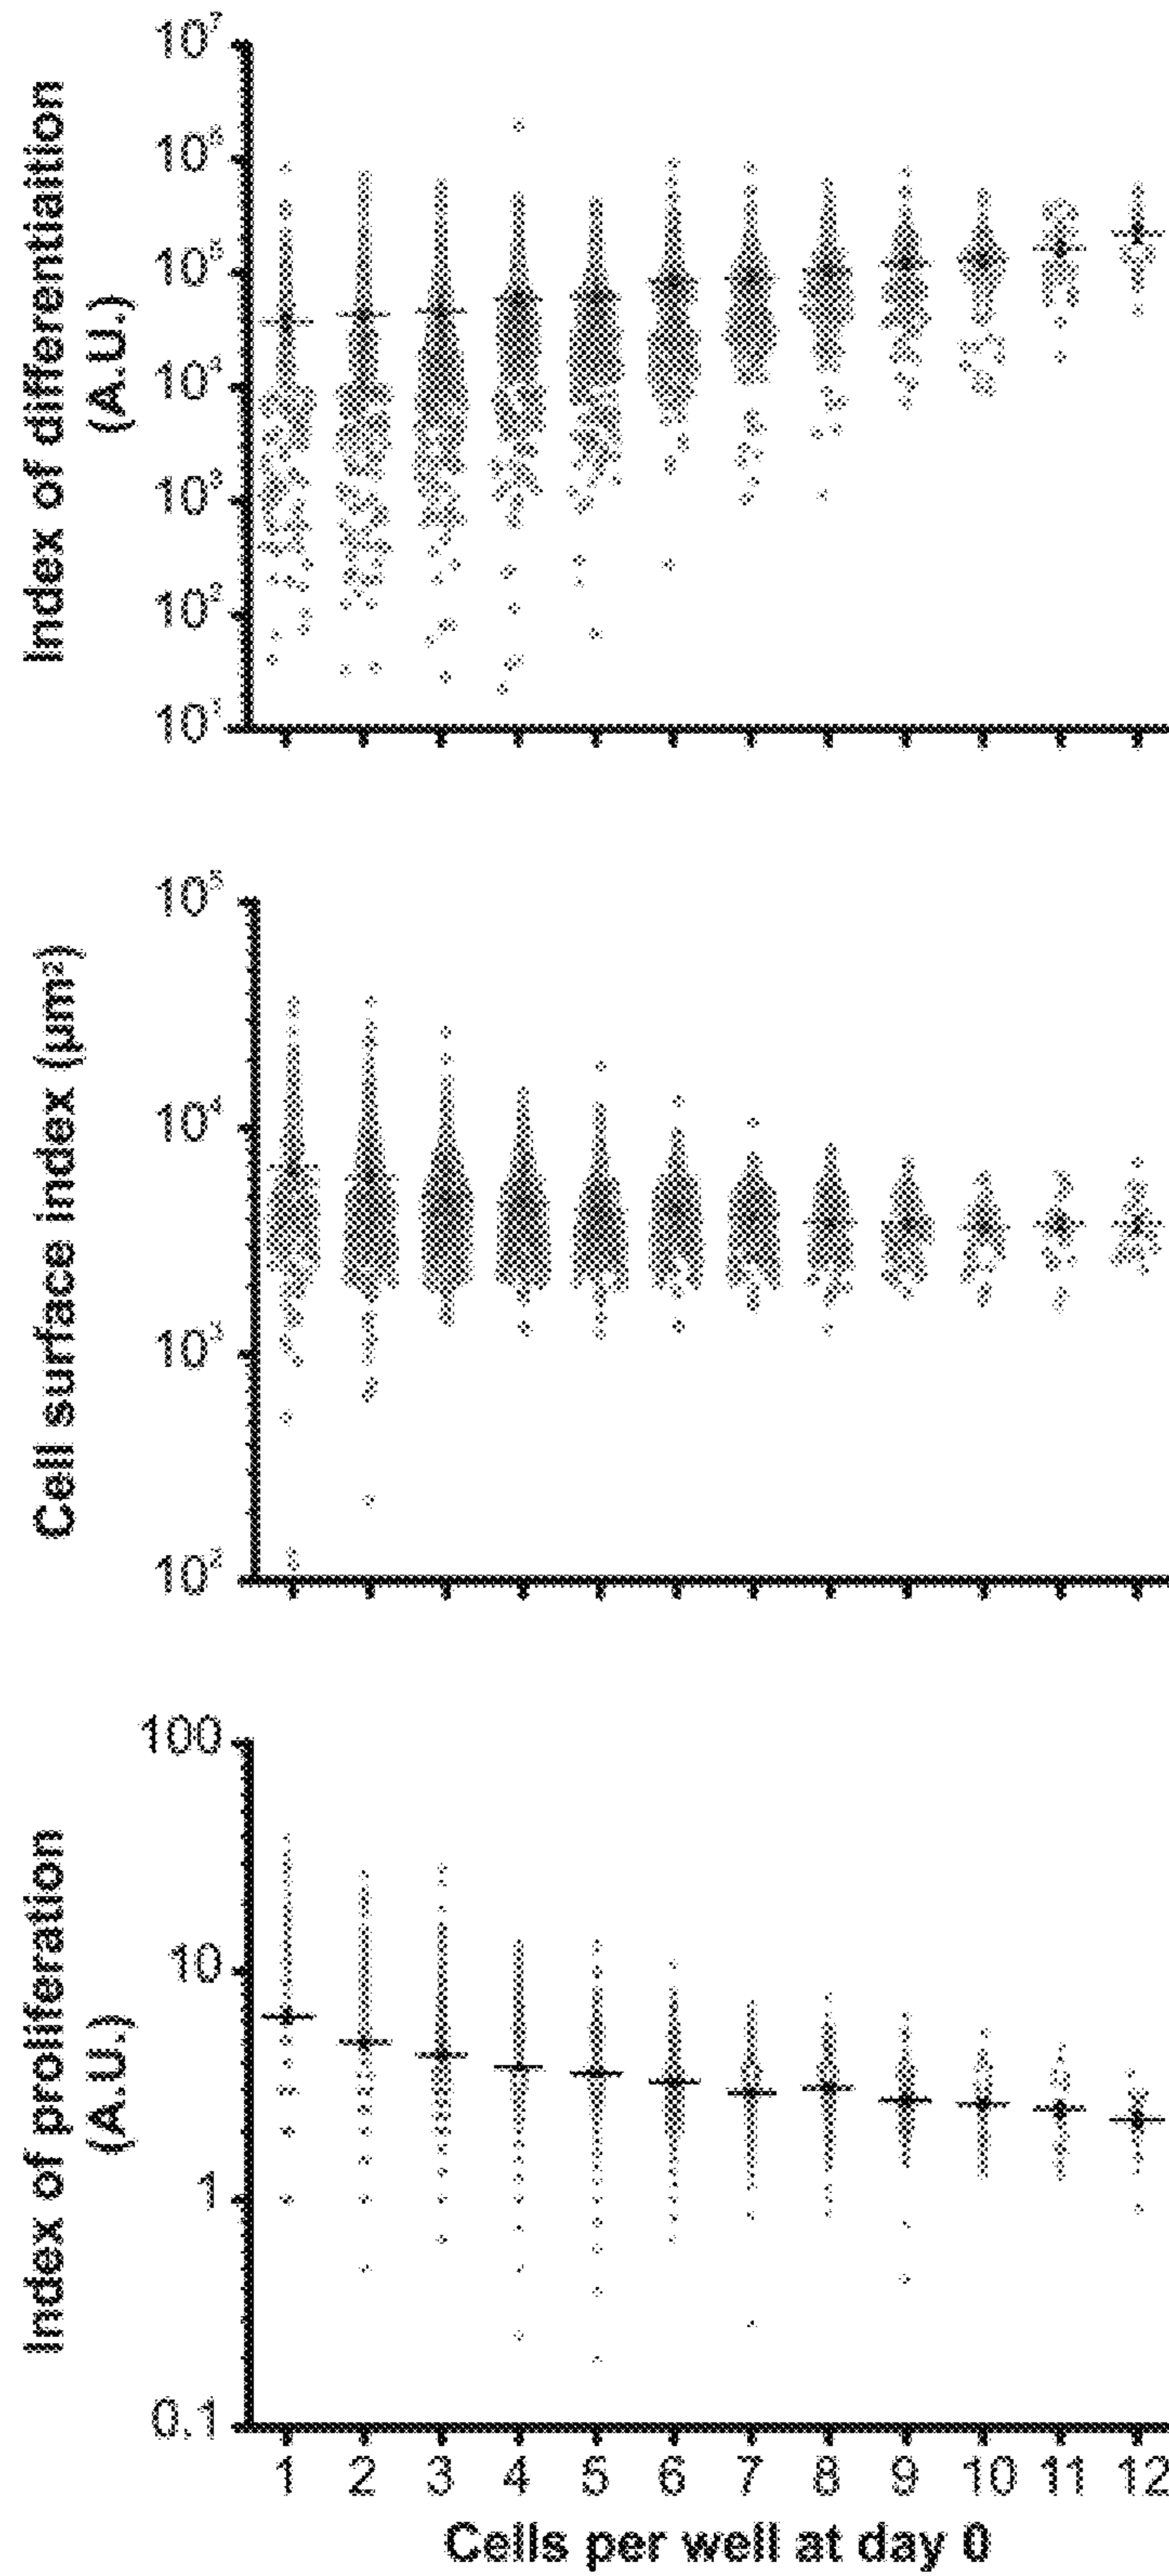 Index of differentiaition
(A.U.)
10⁷
10⁶
10⁵
10⁴
10³
10²
10¹
Cell surface index (µm²)
10⁵
10⁴
10³
10²
Index of proliferation
(A.U.)
100
10
1
0.1
1 2 3 4 5 6 7 8 9 10 11 12
Cells per well at day 0